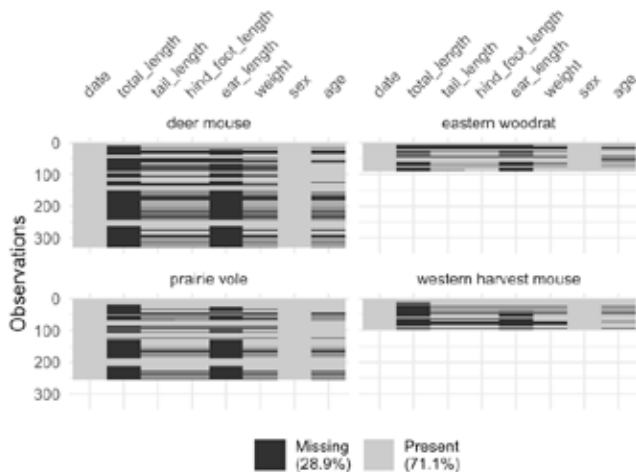 date total_length tail_length hind_foot_length ear_length weight sex age
date total_length tail_length hind_foot_length ear_length weight sex age
deer mouse
eastern woodrat
0
100
200
300
prairie vole
western harvest mouse
0
100
200
300
Observations
Missing
(28.9%)
Present
(71.1%)